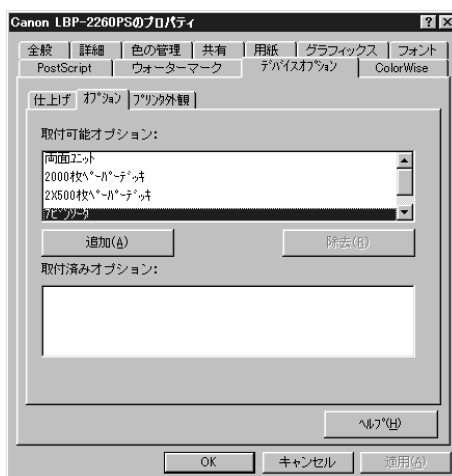 Canon LBP-2260PSのプロパティ
全般 詳細 色の管理 共有 用紙 グラフィックス フォント
PostScript ウォーターマーク ﾃﾞﾊﾞｲｽｵﾌﾟｼｮﾝ ColorWise
仕上げ ｵﾌﾟｼｮﾝ ﾌﾟﾘﾝﾀ外観
取付可能オプション:
両面ﾕﾆｯﾄ
2000枚ﾍﾟｰﾊﾟｰﾃﾞｯｷ
2X500枚ﾍﾟｰﾊﾟｰﾃﾞｯｷ
7ﾋﾞﾝｿｰﾀ
追加(A) 除去(R)
取付済みオプション:
ﾍﾙﾌﾟ(H)
OK キャンセル 適用(A)